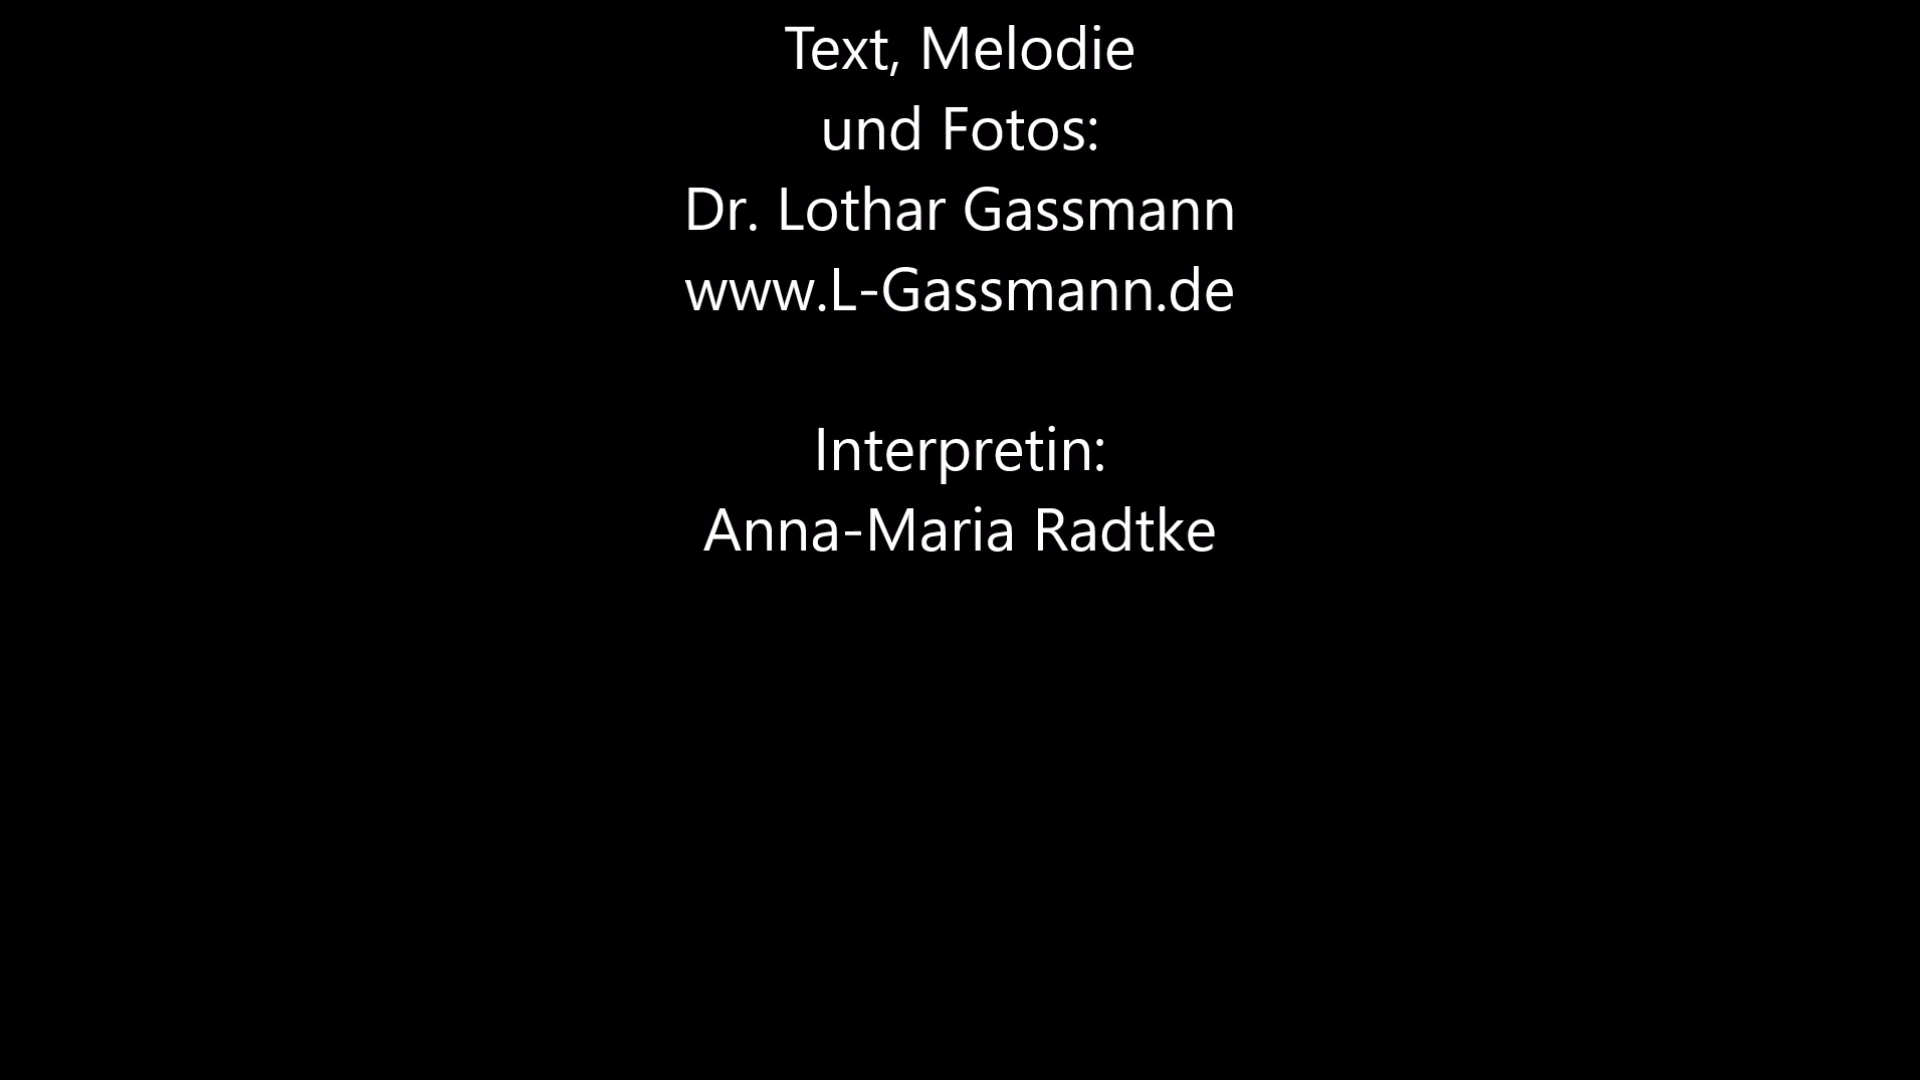 Text, Melodie
und Fotos:
Dr. Lothar Gassmann
www.L-Gassmann.de
Interpretin:
Anna-Maria Radtke